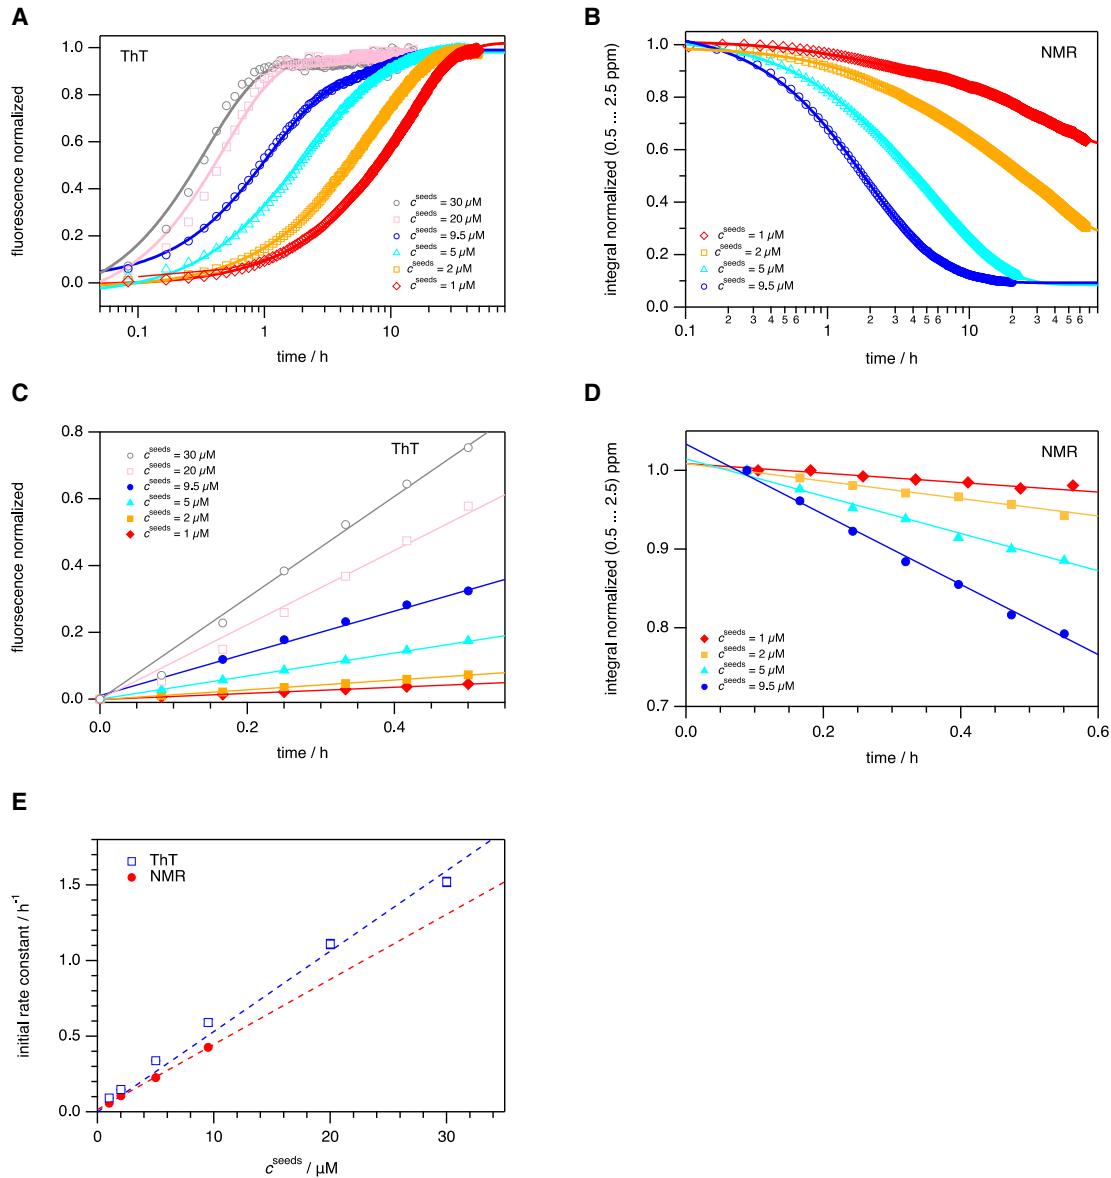 A
ThT
fluorescence normalized
1.0
0.8
0.6
0.4
0.2
0.0
c^seeds = 30 µM
c^seeds = 20 µM
c^seeds = 9.5 µM
c^seeds = 5 µM
c^seeds = 2 µM
c^seeds = 1 µM
0.1 1 10
time / h
B
NMR
integral normalized (0.5 ... 2.5 ppm)
1.0
0.8
0.6
0.4
0.2
0.0
c^seeds = 1 µM
c^seeds = 2 µM
c^seeds = 5 µM
c^seeds = 9.5 µM
0.1 2 3 4 5 6 1 2 3 4 5 6 10 2 3 4 5 6
time / h
C
ThT
fluorsecence normalized
0.8
0.6
0.4
0.2
0.0
c^seeds = 30 µM
c^seeds = 20 µM
c^seeds = 9.5 µM
c^seeds = 5 µM
c^seeds = 2 µM
c^seeds = 1 µM
0.0 0.2 0.4
time / h
D
NMR
integral normalized (0.5 ... 2.5) ppm
1.0
0.9
0.8
0.7
c^seeds = 1 µM
c^seeds = 2 µM
c^seeds = 5 µM
c^seeds = 9.5 µM
0.0 0.2 0.4 0.6
time / h
E
ThT
NMR
initial rate constant / h^-1
1.5
1.0
0.5
0.0
0 10 20 30
c^seeds / µM